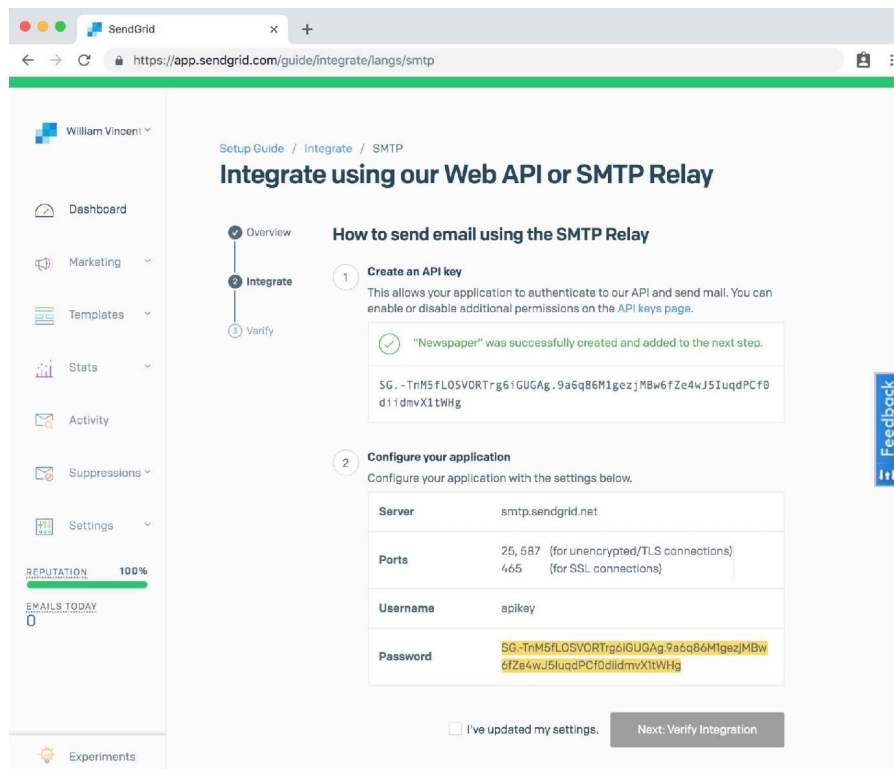 SendGrid
https://app.sendgrid.com/guide/integrate/langs/smtp
William Vincent
Setup Guide / Integrate / SMTP
Integrate using our Web API or SMTP Relay
Dashboard
Marketing
Templates
Stats
Activity
Suppressions
Settings
REPUTATION 100%
EMAILS TODAY
0
Experiments
Overview
2 Integrate
3 Verify
How to send email using the SMTP Relay
1 Create an API key
This allows your application to authenticate to our API and send mail. You can
enable or disable additional permissions on the API keys page.
"Newspaper" was successfully created and added to the next step.
SG.-TnM5fLOSVORTrg6iGUGAg.9a6q86M1gezjMBw6fZe4wJ5IuqdPCf0
diidmvX1tWHg
2 Configure your application
Configure your application with the settings below.
Server smtp.sendgrid.net
Ports 25, 587 (for unencrypted/TLS connections)
465 (for SSL connections)
Username apikey
Password SG.-TnM5fLOSVORTrg6iGUGAg.9a6q86M1gezjMBw
6fZe4wJ5IuqdPCf0diidmvX1tWHg
I've updated my settings.
Next: Verify Integration
Feedback